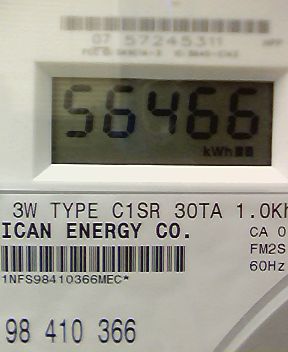 07 57245311
56466
kWh
3W TYPE C1SR 30TA 1.0Kh
ICAN ENERGY CO.
CA 0
FM2S
1NFS98410366MEC*
60Hz
98 410 366